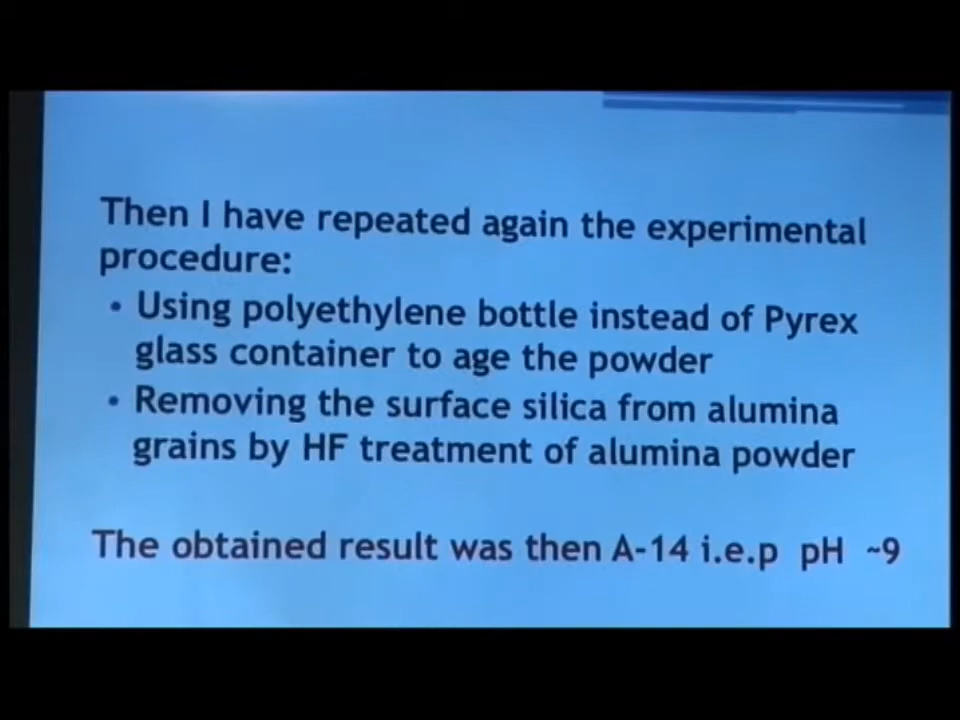 Then I have repeated again the experimental
procedure:
• Using polyethylene bottle instead of Pyrex
glass container to age the powder
• Removing the surface silica from alumina
grains by HF treatment of alumina powder
The obtained result was then A-14 i.e.p pH ~9